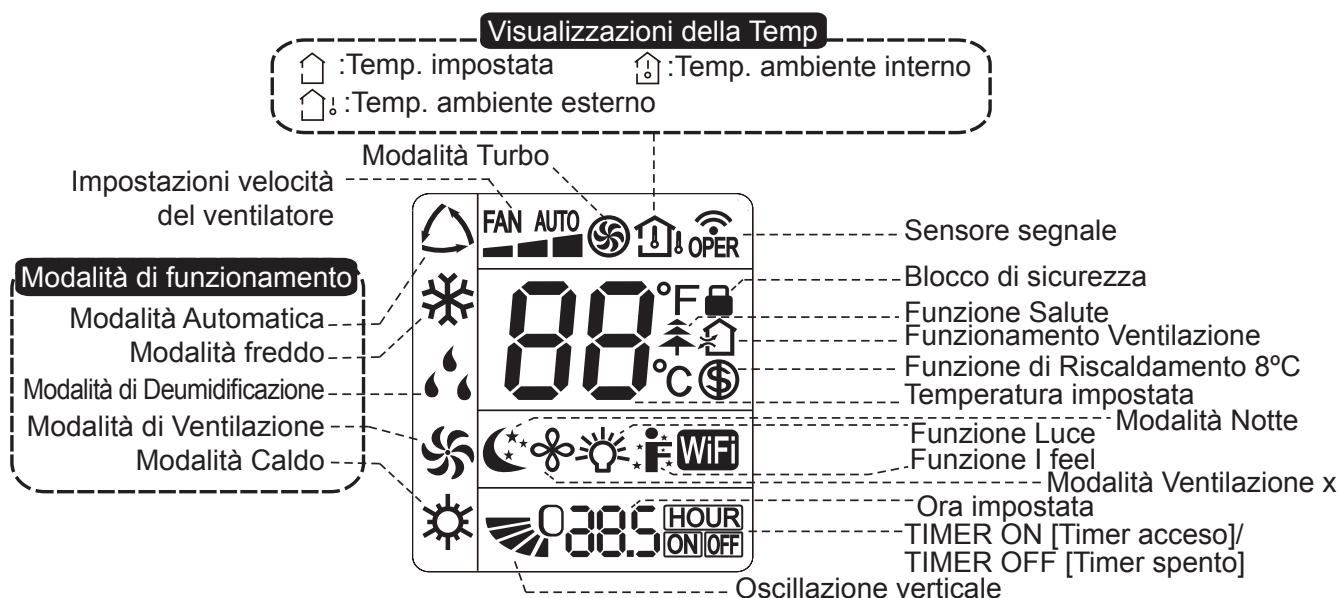 Visualizzazioni della Temp
:Temp. impostata
:Temp. ambiente interno
:Temp. ambiente esterno
Modalità Turbo
Impostazioni velocità
del ventilatore
FAN AUTO
OPER
Sensore segnale
Modalità di funzionamento
Modalità Automatica
Modalità freddo
Modalità di Deumidificazione
Modalità di Ventilazione
Modalità Caldo
88
°F
°C
Blocco di sicurezza
Funzione Salute
Funzionamento Ventilazione
Funzione di Riscaldamento 8ºC
Temperatura impostata
Modalità Notte
Funzione Luce
Funzione I feel
F
WiFi
Modalità Ventilazione x
Ora impostata
038.5
HOUR
ON OFF
TIMER ON [Timer acceso]/
TIMER OFF [Timer spento]
Oscillazione verticale